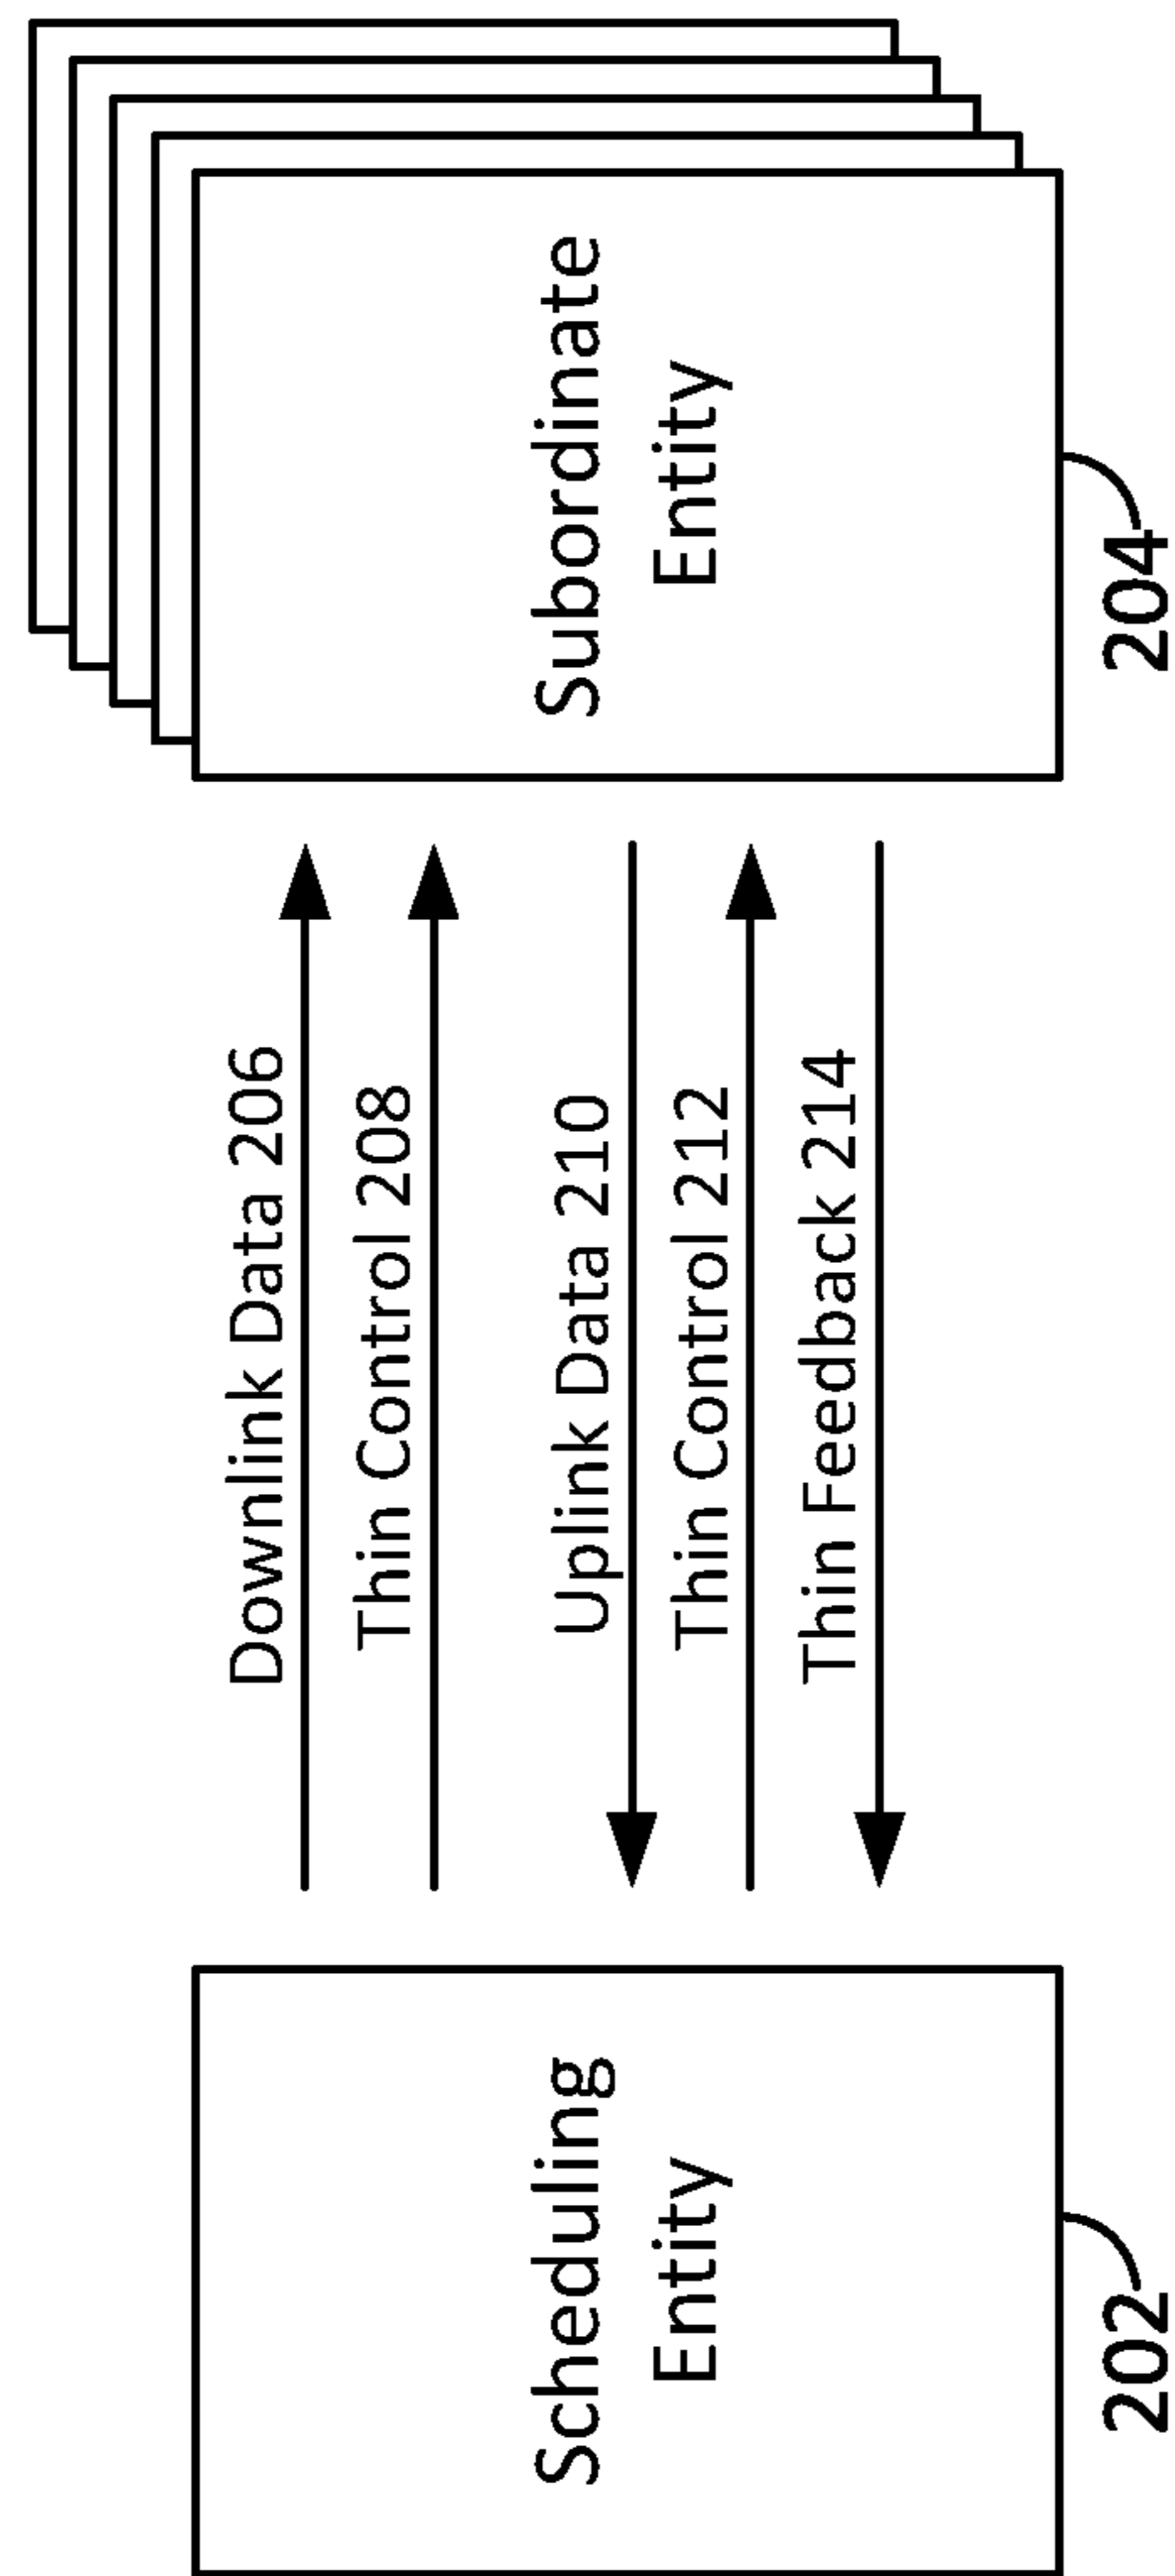 Scheduling
Entity
202
Downlink Data 206
Thin Control 208
Uplink Data 210
Thin Control 212
Thin Feedback 214
Subordinate
Entity
204